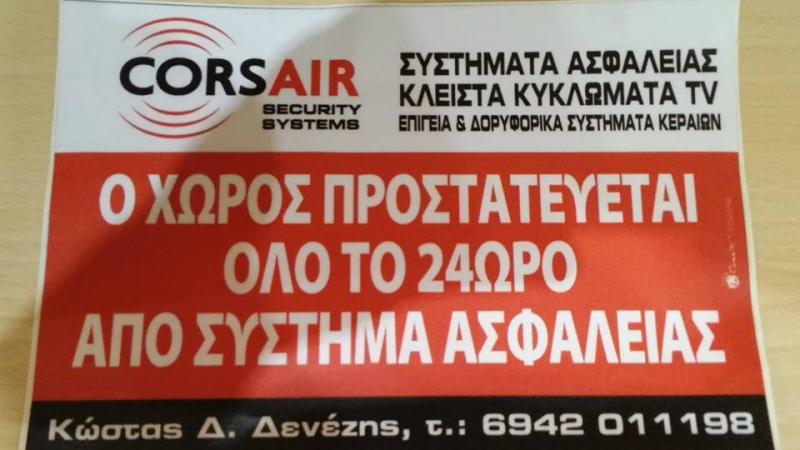 CORSAIR
SECURITY
SYSTEMS
ΣΥΣΤΗΜΑΤΑ ΑΣΦΑΛΕΙΑΣ
ΚΛΕΙΣΤΑ ΚΥΚΛΩΜΑΤΑ TV
ΕΠΙΓΕΙΑ & ΔΟΡΥΦΟΡΙΚΑ ΣΥΣΤΗΜΑΤΑ ΚΕΡΑΙΩΝ
Ο ΧΩΡΟΣ ΠΡΟΣΤΑΤΕΥΕΤΑΙ
ΟΛΟ ΤΟ 24ΩΡΟ
ΑΠΟ ΣΥΣΤΗΜΑ ΑΣΦΑΛΕΙΑΣ
Κώστας Δ. Δενέζης, τ.: 6942 011198